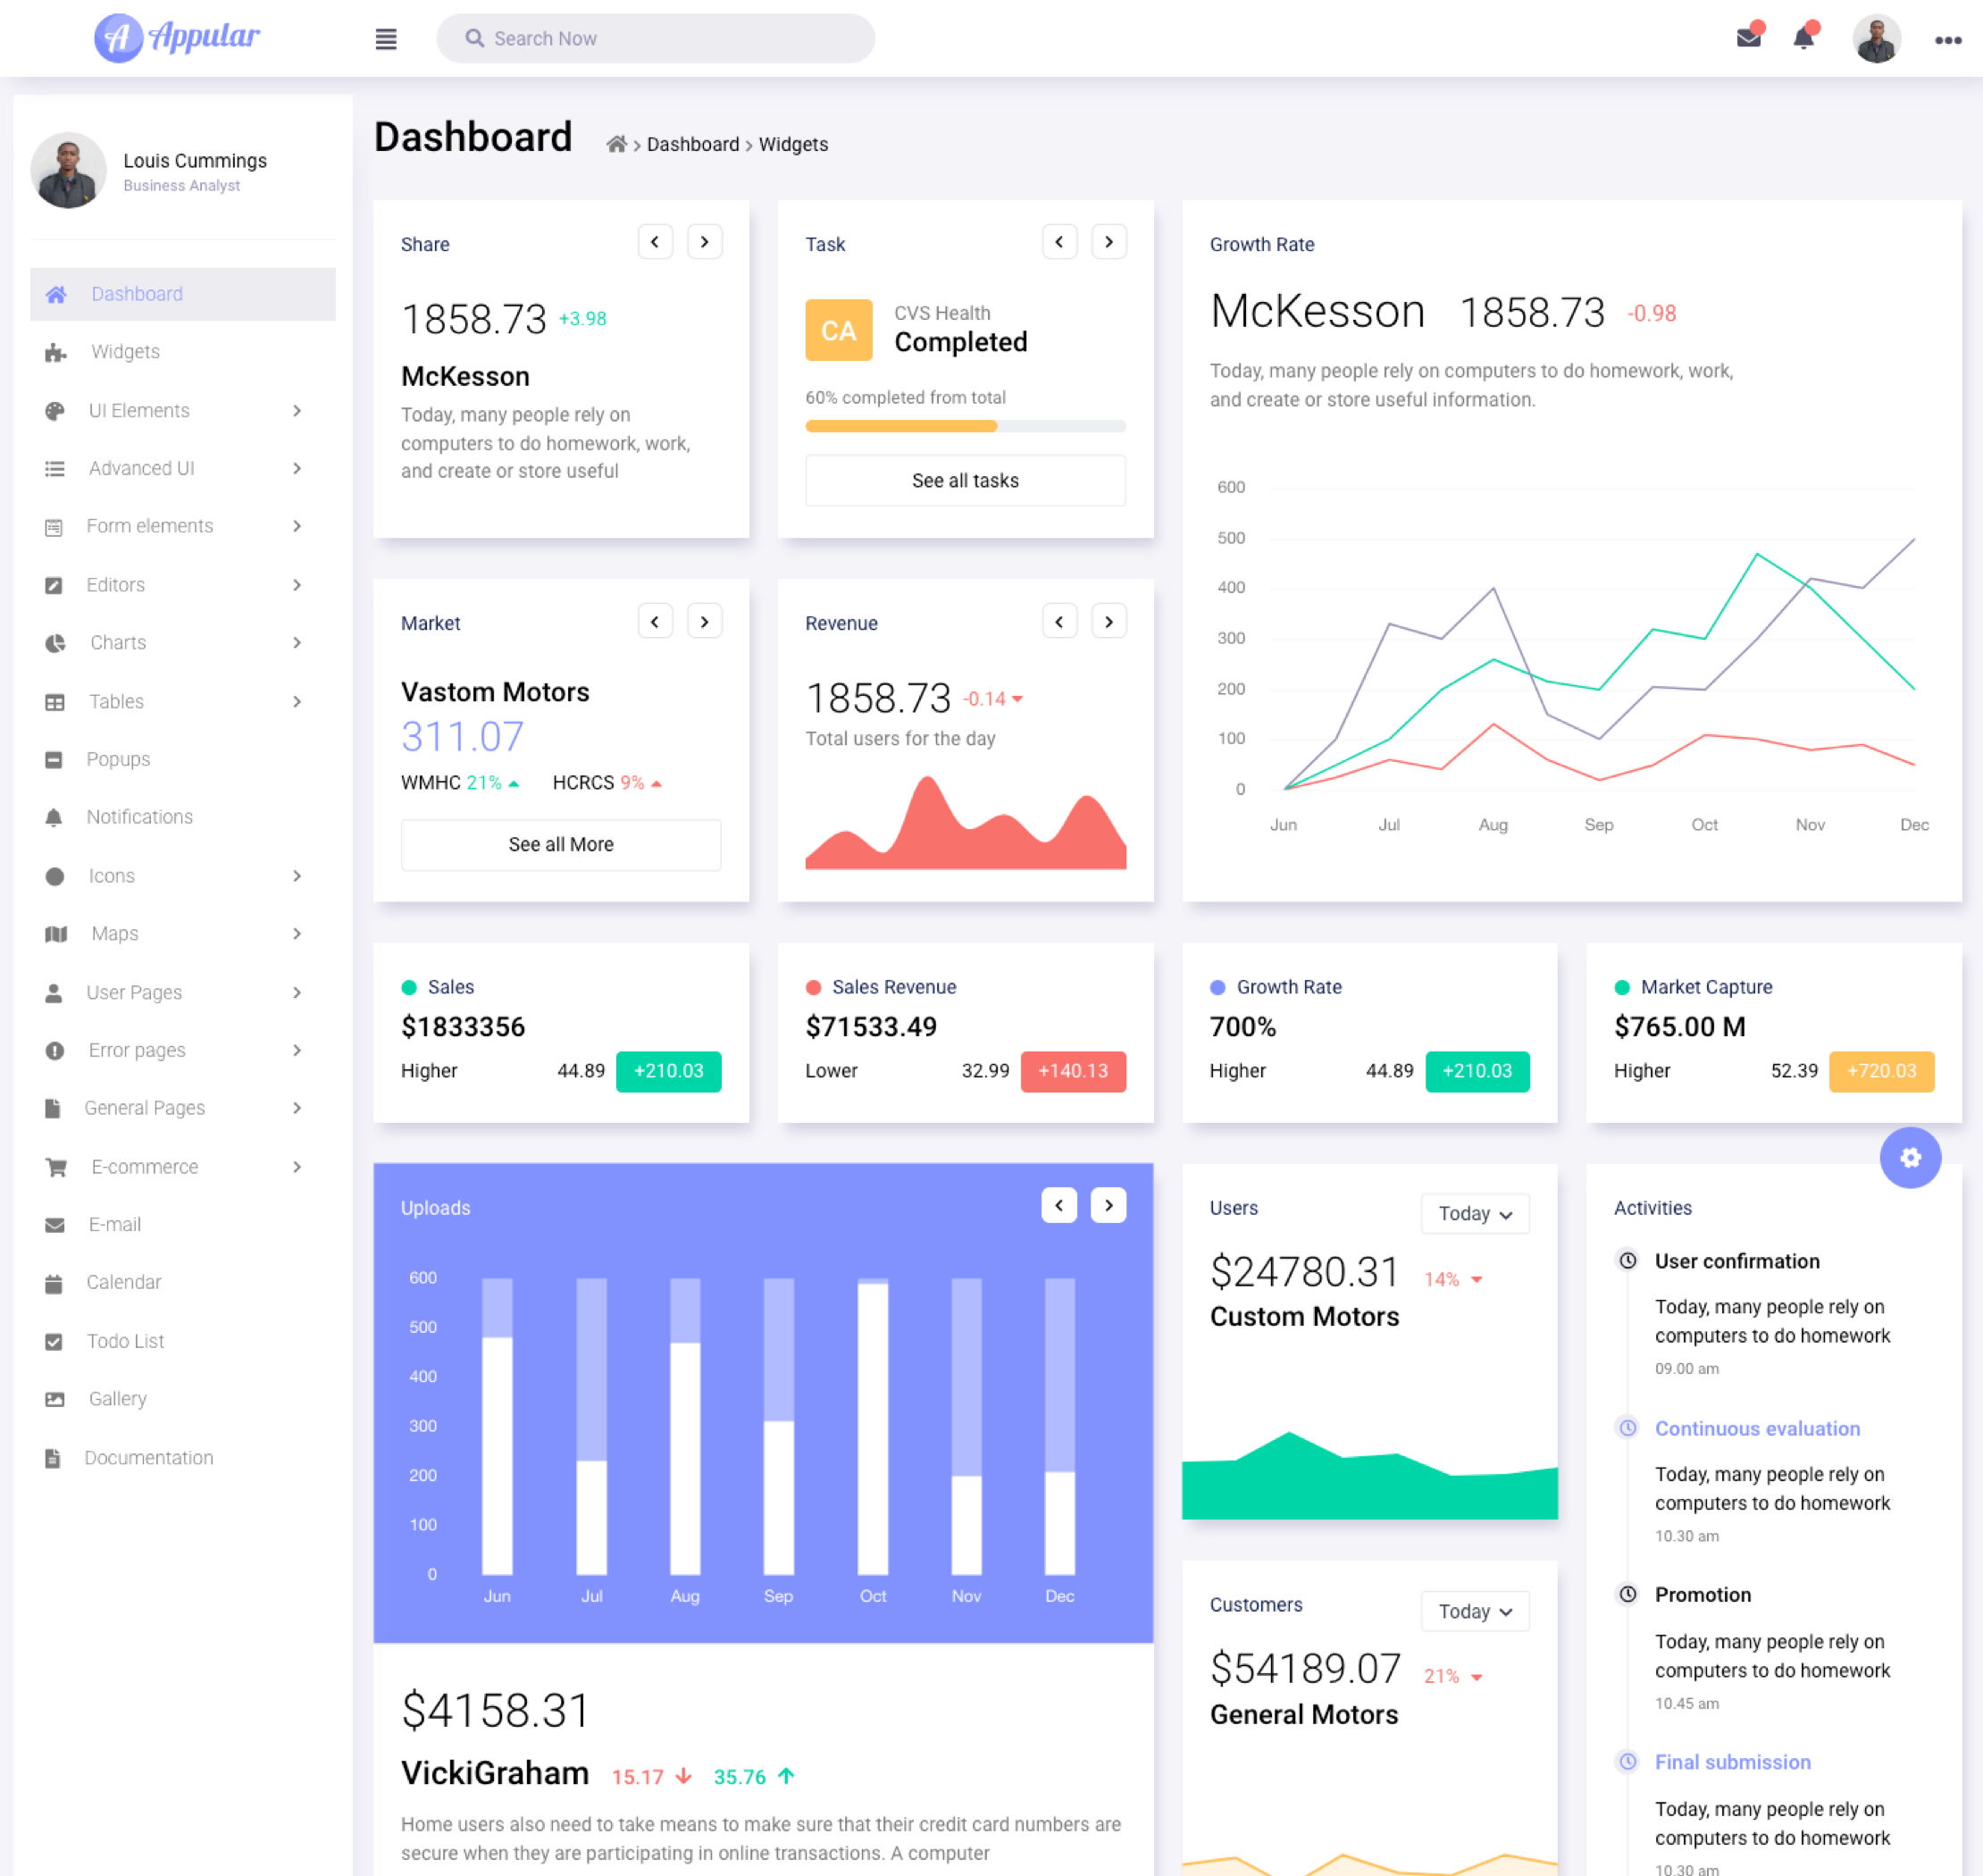 A Appular
Search Now
Louis Cummings
Business Analyst
Dashboard
Widgets
UI Elements
Advanced UI
Form elements
Editors
Charts
Tables
Popups
Notifications
Icons
Maps
User Pages
Error pages
General Pages
E-commerce
E-mail
Calendar
Todo List
Gallery
Documentation
Dashboard
Dashboard > Widgets
Share
1858.73 +3.98
McKesson
Today, many people rely on
computers to do homework, work,
and create or store useful
Task
CA
CVS Health
Completed
60% completed from total
See all tasks
Growth Rate
McKesson 1858.73 -0.98
Today, many people rely on computers to do homework, work,
and create or store useful information.
600
500
400
300
200
100
0
Jun Jul Aug Sep Oct Nov Dec
Market
Vastom Motors
311.07
WMHC 21% HCRCS 9%
See all More
Revenue
1858.73 -0.14
Total users for the day
Sales
$1833356
Higher 44.89 +210.03
Sales Revenue
$71533.49
Lower 32.99 +140.13
Growth Rate
700%
Higher 44.89 +210.03
Market Capture
$765.00 M
Higher 52.39 +720.03
Uploads
600
500
400
300
200
100
0
Jun Jul Aug Sep Oct Nov Dec
$4158.31
VickiGraham 15.17 35.76
Home users also need to take means to make sure that their credit card numbers are
secure when they are participating in online transactions. A computer
Users
Today
$24780.31 14%
Custom Motors
Customers
Today
$54189.07 21%
General Motors
Activities
User confirmation
Today, many people rely on
computers to do homework
09.00 am
Continuous evaluation
Today, many people rely on
computers to do homework
10.30 am
Promotion
Today, many people rely on
computers to do homework
10.45 am
Final submission
Today, many people rely on
computers to do homework
10.30 am